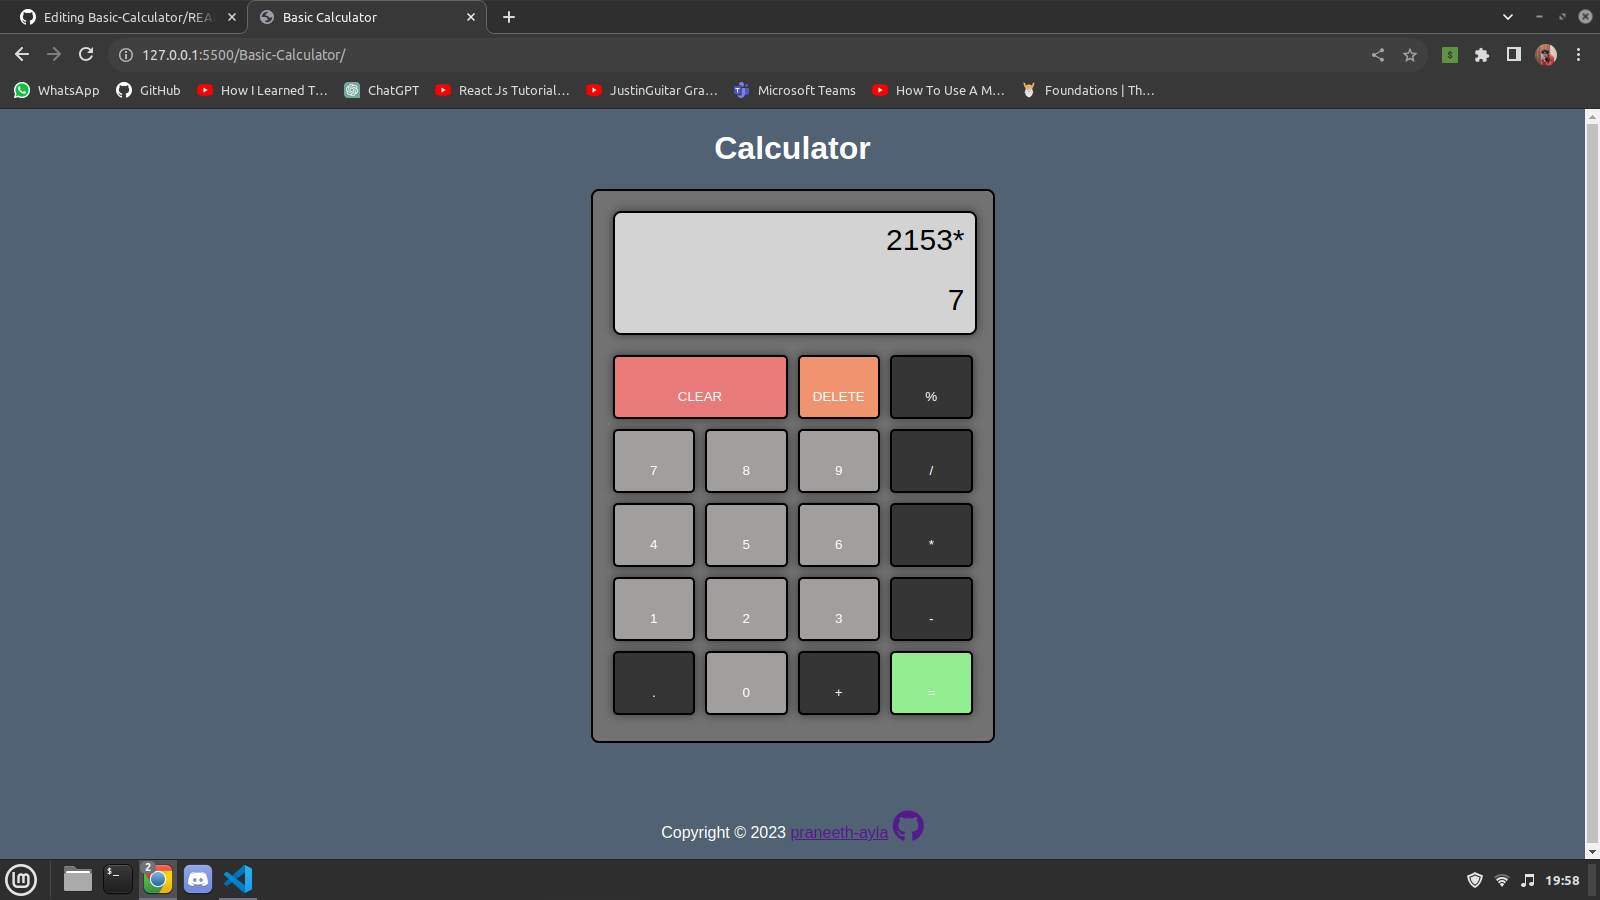 Editing Basic-Calculator/REA
Basic Calculator
127.0.0.1:5500/Basic-Calculator/
$
WhatsApp GitHub How I Learned T... ChatGPT React Js Tutorial... JustinGuitar Gra... Microsoft Teams How To Use A M... Foundations | Th...
Calculator
2153*
7
CLEAR DELETE %
7 8 9 /
4 5 6 *
1 2 3 -
. 0 + =
Copyright © 2023 praneeth-ayla
$_
2
19:58